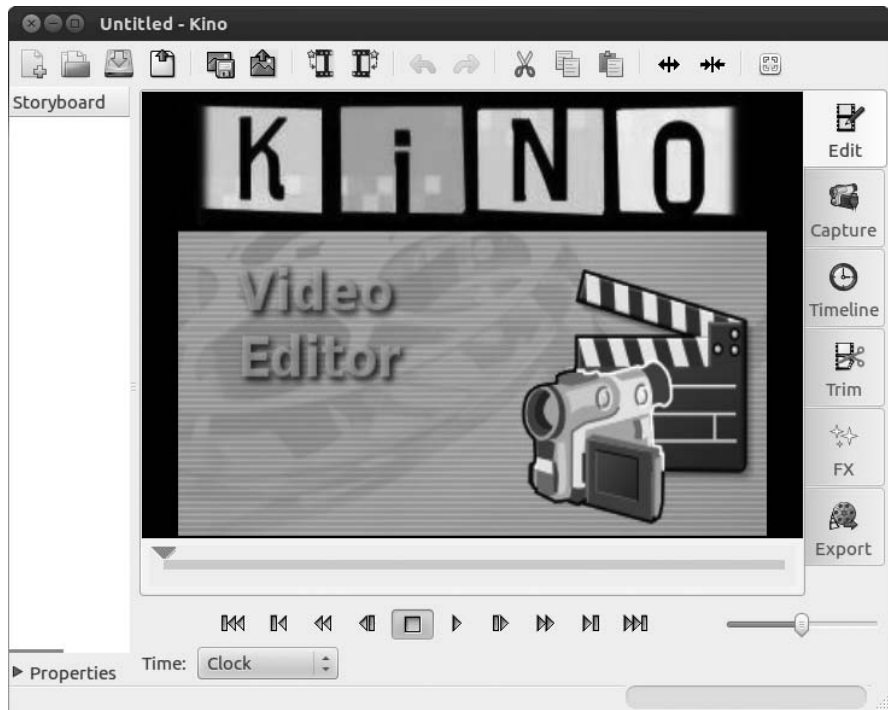 Untitled - Kino
Storyboard
KiNO
Video
Editor
Edit
Capture
Timeline
Trim
FX
Export
Properties
Time: Clock